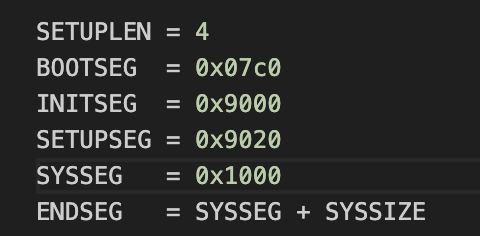 SETUPLEN = 4
BOOTSEG  = 0x07c0
INITSEG  = 0x9000
SETUPSEG = 0x9020
SYSSEG   = 0x1000
ENDSEG   = SYSSEG + SYSSIZE